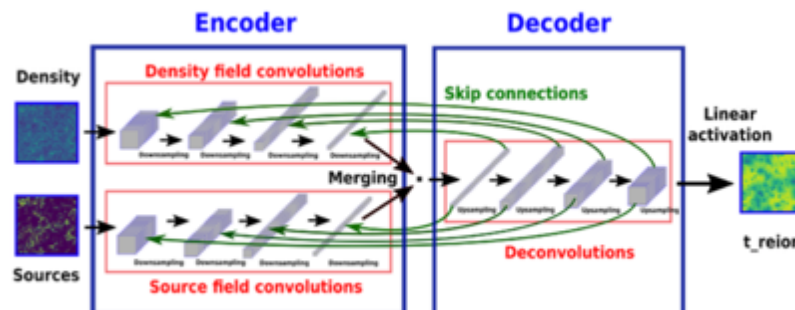 Encoder
Decoder
Density
Density field convolutions
Skip connections
Linear
activation
Downsampling Downsampling Downsampling Downsampling
Merging
Upsampling Upsampling Upsampling Upsampling
t_reion
Deconvolutions
Downsampling Downsampling Downsampling Downsampling
Sources
Source field convolutions